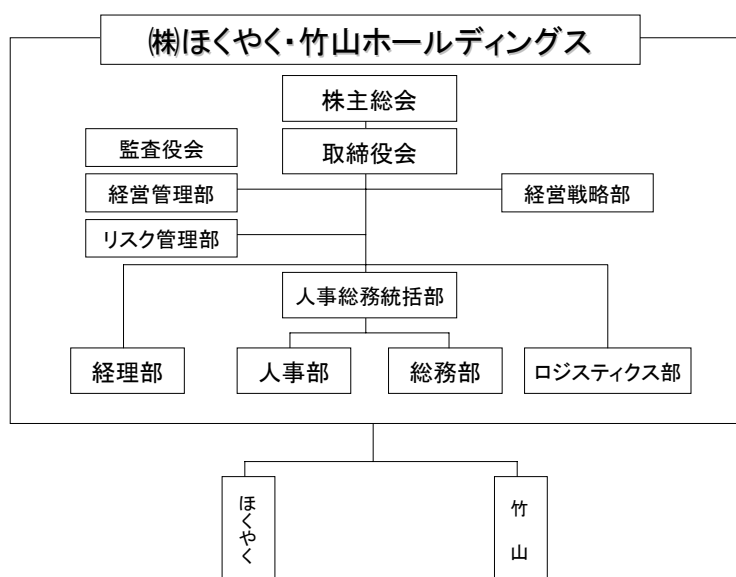 ㈱ほくやく・竹山ホールディングス
株主総会
監査役会
取締役会
経営管理部
経営戦略部
リスク管理部
人事総務統括部
経理部
人事部
総務部
ロジスティクス部
ほくやく
竹山